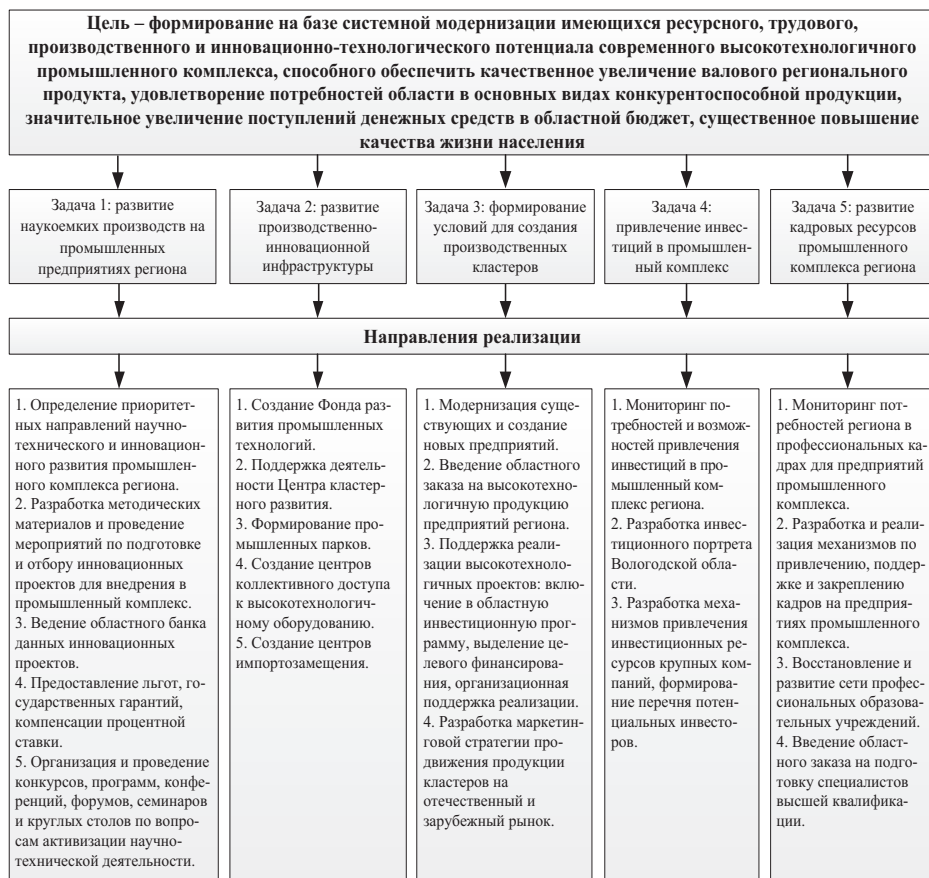 Цель – формирование на базе системной модернизации имеющихся ресурсного, трудового,
производственного и инновационно-технологического потенциала современного высокотехнологичного
промышленного комплекса, способного обеспечить качественное увеличение валового регионального
продукта, удовлетворение потребностей области в основных видах конкурентоспособной продукции,
значительное увеличение поступлений денежных средств в областной бюджет, существенное повышение
качества жизни населения
Задача 1: развитие
наукоемких производств на
промышленных
предприятиях региона
Задача 2: развитие
производственно-
инновационной
инфраструктуры
Задача 3: формирование
условий для создания
производственных
кластеров
Задача 4:
привлечение инвес-
тиций в промышлен-
ный комплекс
Задача 5: развитие
кадровых ресурсов
промышленного
комплекса региона
Направления реализации
1. Определение приоритет-
ных направлений научно-
технического и инновацион-
ного развития промышлен-
ного комплекса региона.
2. Разработка методических
материалов и проведение
мероприятий по подготовке
и отбору инновационных
проектов для внедрения в
промышленный комплекс.
3. Ведение областного банка
данных инновационных
проектов.
4. Предоставление льгот, го-
сударственных гарантий,
компенсации процентной
ставки.
5. Организация и проведение
конкурсов, программ, конфе-
ренций, форумов, семинаров
и круглых столов по вопро-
сам активизации научно-
технической деятельности.
1. Создание Фонда раз-
вития промышленных
технологий.
2. Поддержка деятель-
ности Центра кластер-
ного развития.
3. Формирование про-
мышленных парков.
4. Создание центров
коллективного доступа
к высокотехнологич-
ному оборудованию.
5. Создание центров
импортозамещения.
1. Модернизация сущес-
твующих и создание
новых предприятий.
2. Введение областного
заказа на высокотехно-
логичную продукцию
предприятий региона.
3. Поддержка реализации
высокотехноло-
гичных проектов: вклю-
чение в областную
инвестиционную про-
грамму, выделение це-
левого финансирова-
ния, организационная
поддержка реализации.
4. Разработка маркетин-
говой стратегии про-
движения продукции
кластеров на
отечественный и
зарубежный рынок.
1. Мониторинг по-
требностей и возмож-
ностей привлечения
инвестиций в про-
мышленный ком-
плекс региона.
2. Разработка инвес-
тиционного портрета
Вологодской облас-
ти.
3. Разработка меха-
низмов привлечения
инвестиционных ре-
сурсов крупных ком-
паний, формирова-
ние перечня потен-
циальных инвесто-
ров.
1. Мониторинг пот-
ребностей региона в
профессиональных ка-
драх для предприятий
промышленного
комплекса.
2. Разработка и реали-
зация механизмов по
привлечению, поддер-
жке и закреплению
кадров на предприя-
тиях промышленного
комплекса.
3. Восстановление и
развитие сети профес-
сиональных образова-
тельных учреждений.
4. Введение област-
ного заказа на подго-
товку специалистов
высшей квалифика-
ции.